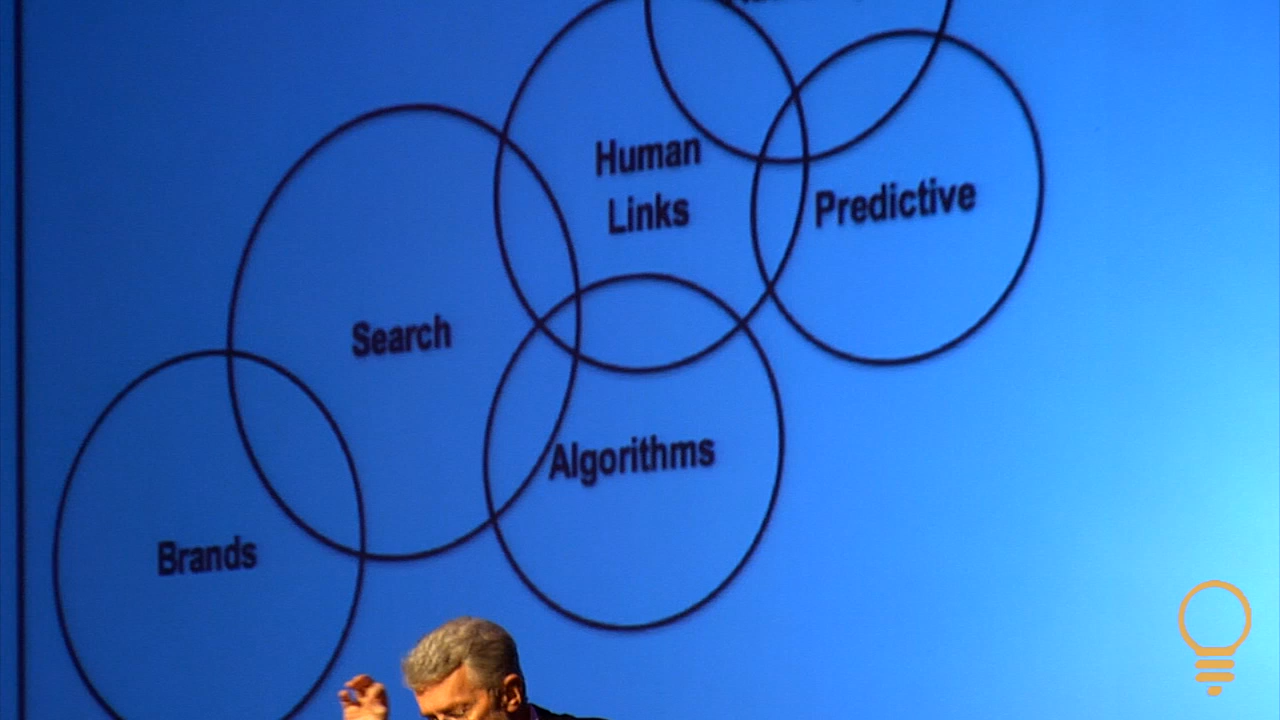 Human
Links
Predictive
Search
Algorithms
Brands